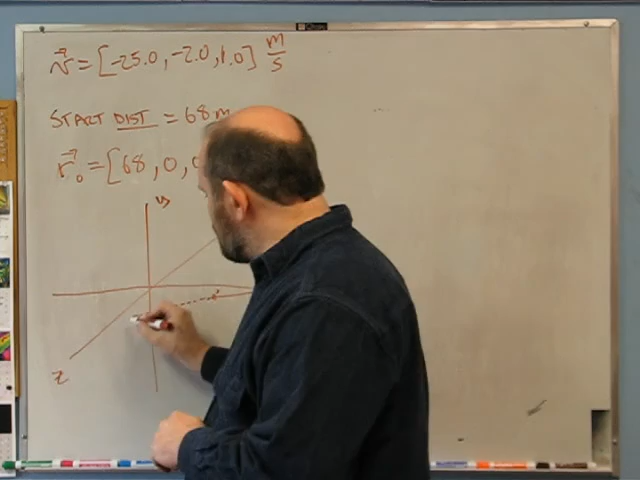 v⃗ = [-25.0, -2.0, 1.0] m/s
START DIST = 68 m
r⃗₀ = [68, 0, 0
y
z